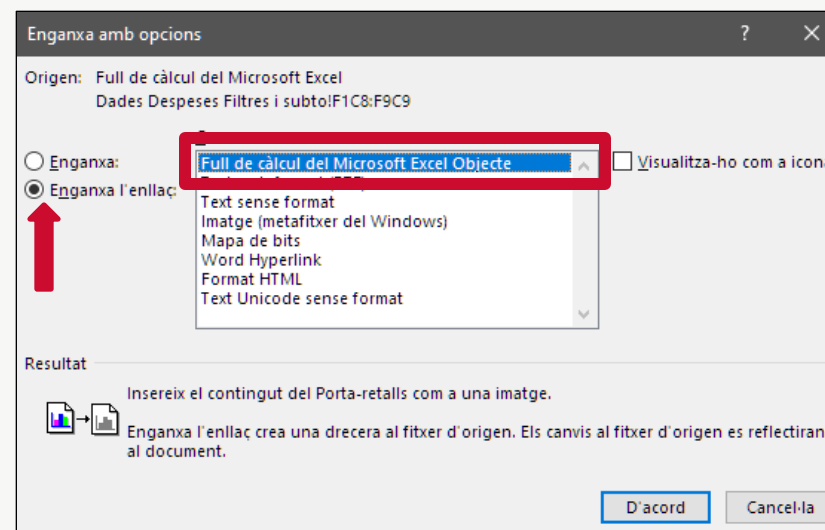 Enganxa amb opcions
Origen: Full de càlcul del Microsoft Excel
Dades Despeses Filtres i subto!F1C8:F9C9
Enganxa:
Enganxa l'enllaç:
Full de càlcul del Microsoft Excel Objecte
Text sense format
Imatge (metafitxer del Windows)
Mapa de bits
Word Hyperlink
Format HTML
Text Unicode sense format
Visualitza-ho com a icona
Resultat
Insereix el contingut del Porta-retalls com a una imatge.
Enganxa l'enllaç crea una drecera al fitxer d'origen. Els canvis al fitxer d'origen es reflectiran
al document.
D'acord
Cancel·la